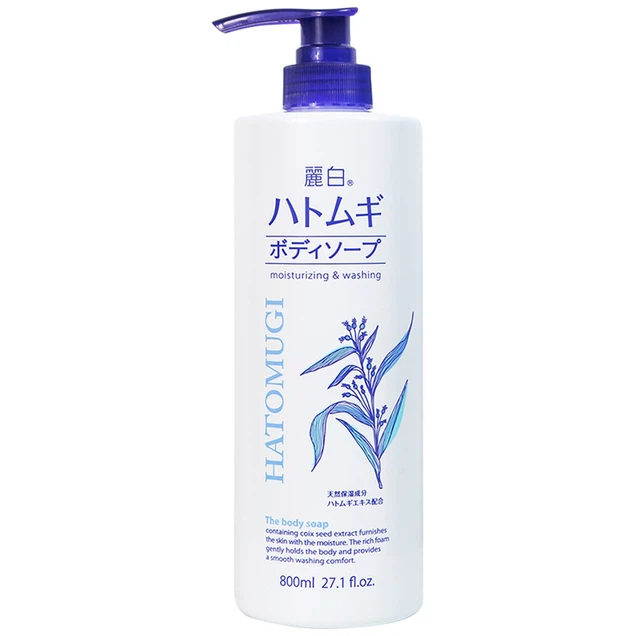 麗白®
ハトムギ
ボディソープ
moisturizing & washing
HATOMUGI
天然保湿成分
ハトムギエキス配合
The body soap
containing coix seed extract furnishes
the skin with the moisture. The rich foam
gently holds the body and provides
a smooth washing comfort.
800ml 27.1 fl.oz.